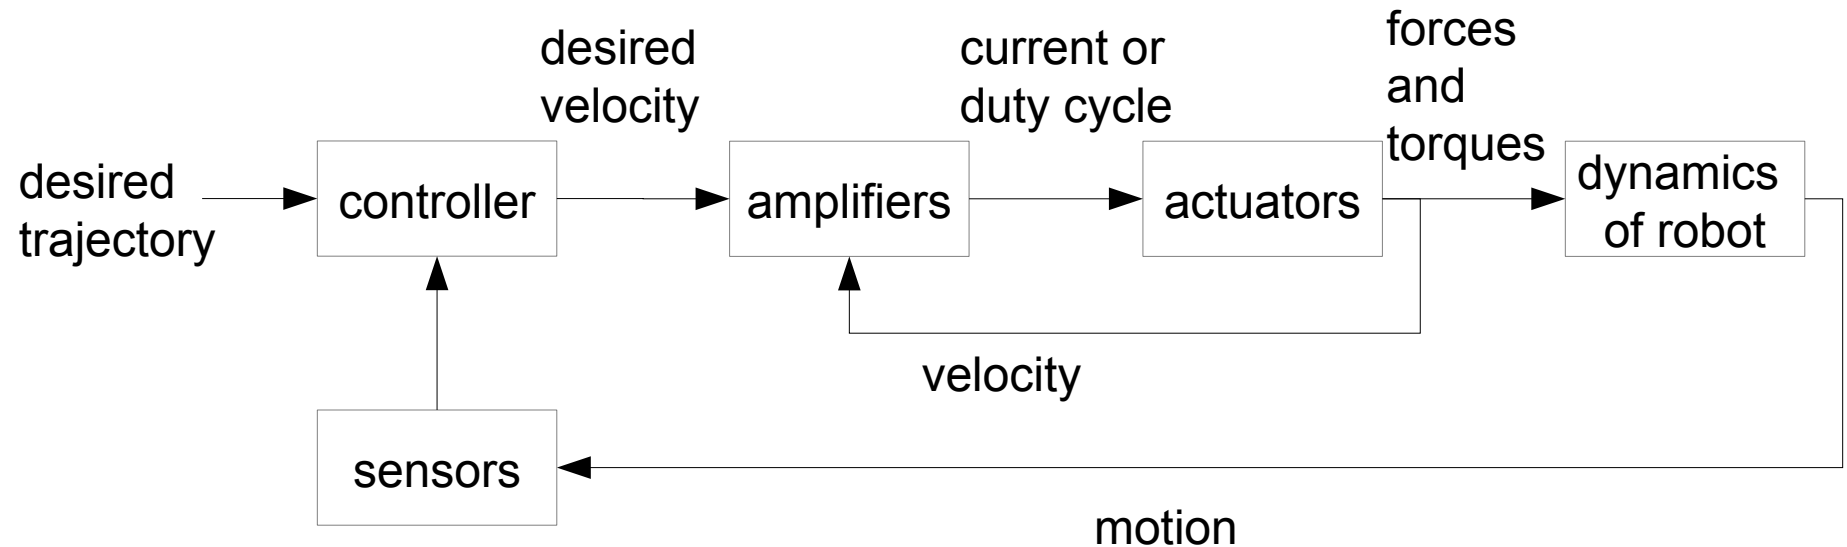 desired
trajectory
controller
desired
velocity
amplifiers
current or
duty cycle
actuators
forces
and
torques
dynamics
of robot
velocity
sensors
motion